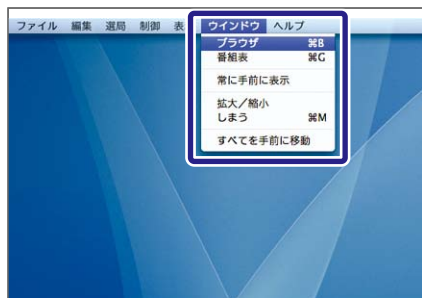 ファイル 編集 選局 制御 表 ウインドウ ヘルプ
ブラウザ ⌘B
番組表 ⌘G
常に手前に表示
拡大／縮小
しまう ⌘M
すべてを手前に移動